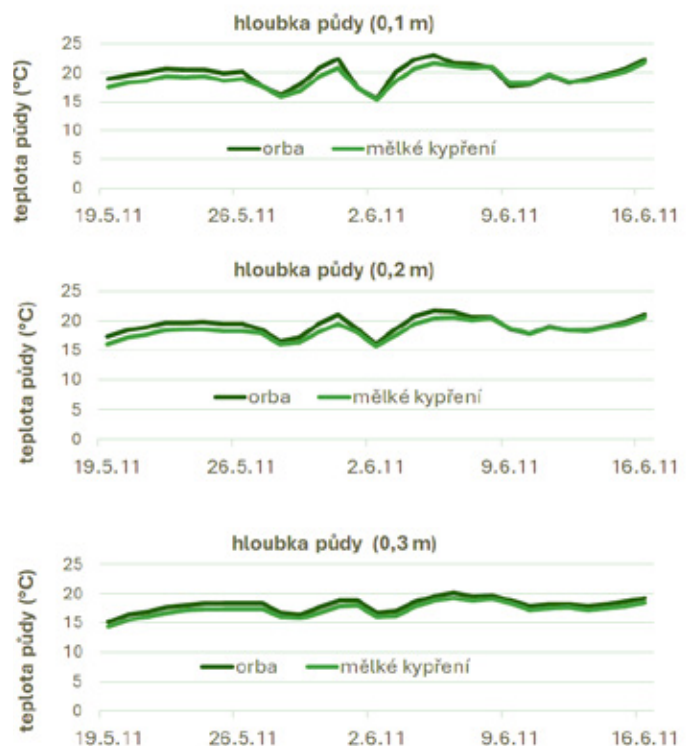 hloubka půdy (0,1 m)
teplota půdy (°C)
25
20
15
10
5
0
orba
mělké kypření
19.5.11 26.5.11 2.6.11 9.6.11 16.6.11
hloubka půdy (0,2 m)
teplota půdy (°C)
25
20
15
10
5
0
orba
mělké kypření
19.5.11 26.5.11 2.6.11 9.6.11 16.6.11
hloubka půdy (0,3 m)
teplota půdy (°C)
25
20
15
10
5
0
orba
mělké kypření
19.5.11 26.5.11 2.6.11 9.6.11 16.6.11